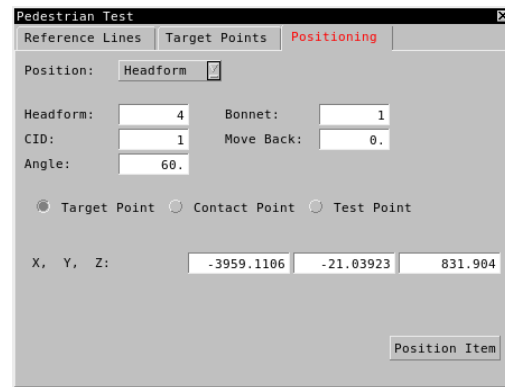 Pedestrian Test
Reference Lines Target Points Positioning
Position: Headform
Headform: 4 Bonnet: 1
CID: 1 Move Back: 0.
Angle: 60.
Target Point Contact Point Test Point
X, Y, Z: -3959.1106 -21.03923 831.904
Position Item